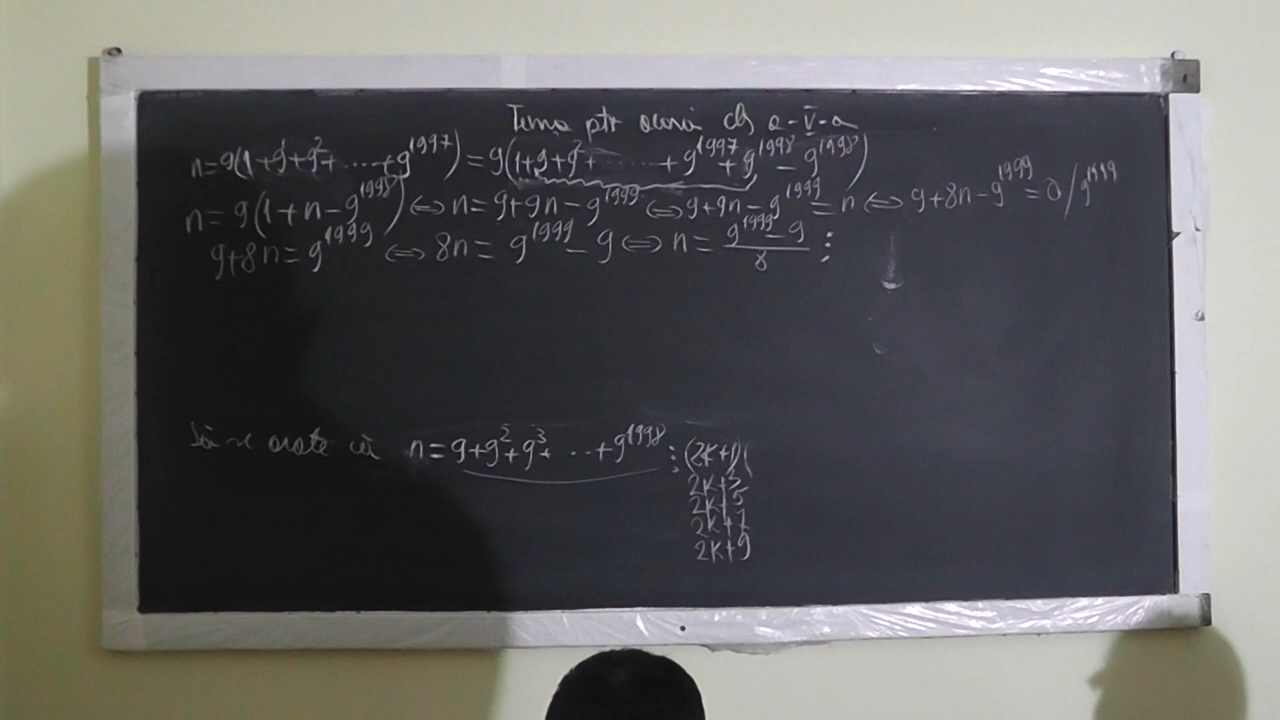 Tema ptr acasă cls a-V-a
n=9(1+9¹+9²+......+9¹⁹⁹⁷)=9(1+9+9²+......+9¹⁹⁹⁷+9¹⁹⁹⁸-9¹⁹⁹⁸)
n=9(1+n-9¹⁹⁹⁸)⇔n=9+9n-9¹⁹⁹⁹⇔9+9n-9¹⁹⁹⁹=n⇔9+8n-9¹⁹⁹⁹=0/9¹⁹⁹⁹
9+8n=9¹⁹⁹⁹⇔8n=9¹⁹⁹⁹-9⇔n=(9¹⁹⁹⁹-9)/8⋮
Să se arate că n=9+9²+9³+...+9¹⁹⁹⁸⋮(2K+1)(
2K+3
2K+5
2K+7
2K+9